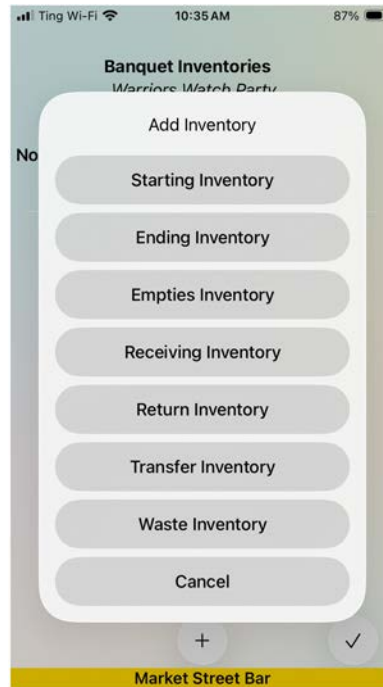 Ting Wi-Fi 10:35 AM 87%
Banquet Inventories
Warriors Watch Party
Add Inventory
No
Starting Inventory
Ending Inventory
Empties Inventory
Receiving Inventory
Return Inventory
Transfer Inventory
Waste Inventory
Cancel
+
Market Street Bar